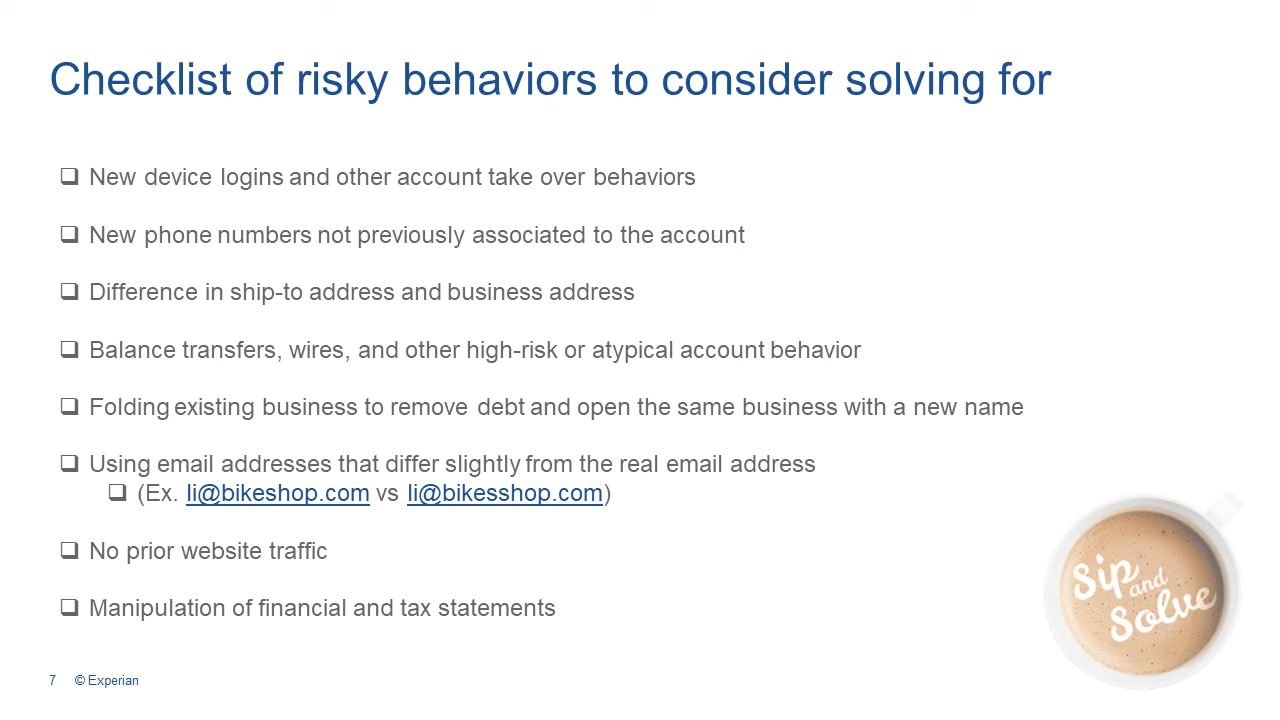 Checklist of risky behaviors to consider solving for
❑ New device logins and other account take over behaviors
❑ New phone numbers not previously associated to the account
❑ Difference in ship-to address and business address
❑ Balance transfers, wires, and other high-risk or atypical account behavior
❑ Folding existing business to remove debt and open the same business with a new name
❑ Using email addresses that differ slightly from the real email address
❑ (Ex. li@bikeshop.com vs li@bikesshop.com)
❑ No prior website traffic
❑ Manipulation of financial and tax statements
Sip
and
Solve
7 © Experian